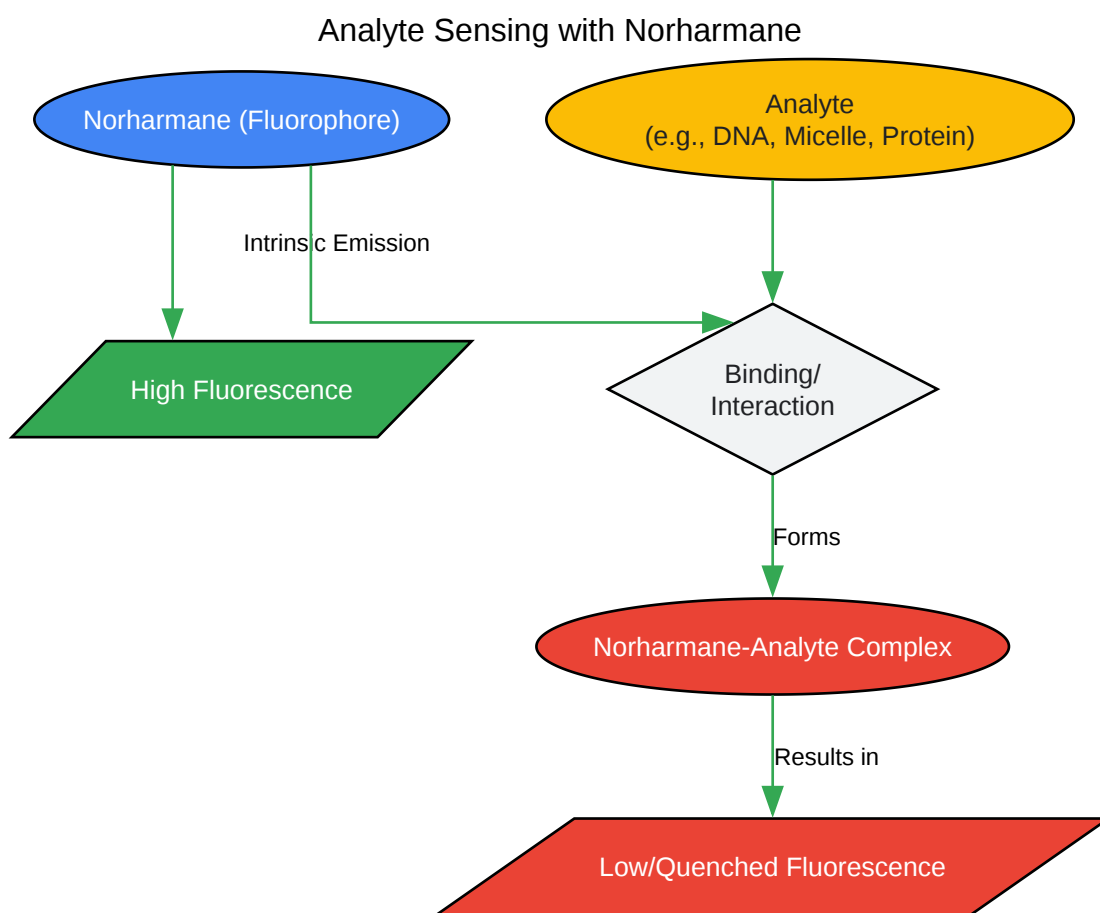 Analyte Sensing with Norharmane
Norharmane (Fluorophore)
Analyte
(e.g., DNA, Micelle, Protein)
Intrinsic Emission
High Fluorescence
Binding/
Interaction
Forms
Norharmane-Analyte Complex
Results in
Low/Quenched Fluorescence